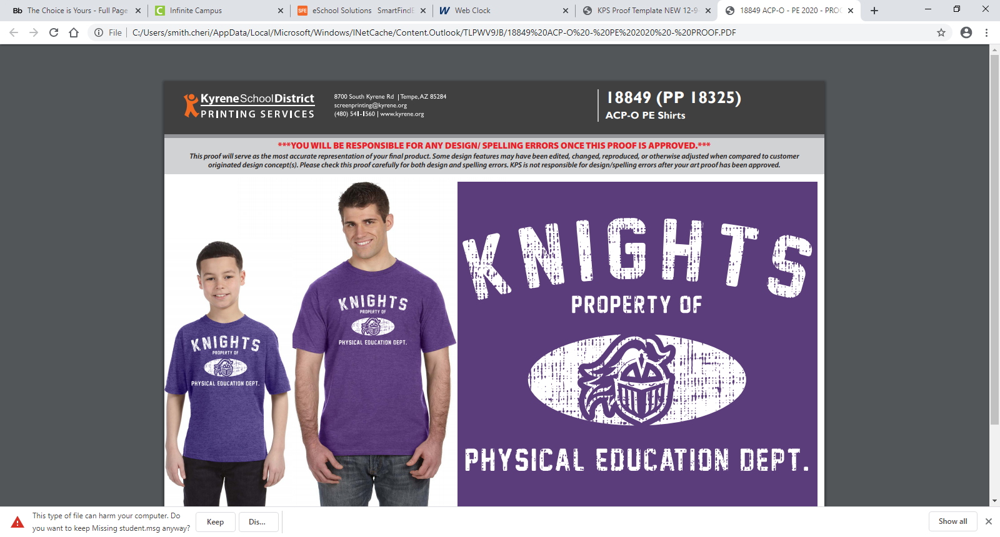 Bb The Choice is Yours - Full Page
Infinite Campus
SFE eSchool Solutions SmartFindE
W Web Clock
KPS Proof Template NEW 12-9
18849 ACP-O - PE 2020 - PROO
File C:/Users/smith.cheri/AppData/Local/Microsoft/Windows/INetCache/Content.Outlook/TLPWV9JB/18849%20ACP-O%20-%20PE%202020%20-%20PROOF.PDF
Kyrene School District
PRINTING SERVICES
8700 South Kyrene Rd | Tempe, AZ 85284
screenprinting@kyrene.org
(480) 541-1560 | www.kyrene.org
18849 (PP 18325)
ACP-O PE Shirts
***YOU WILL BE RESPONSIBLE FOR ANY DESIGN/ SPELLING ERRORS ONCE THIS PROOF IS APPROVED.***
This proof will serve as the most accurate representation of your final product. Some design features may have been edited, changed, reproduced, or otherwise adjusted when compared to customer
originated design concept(s). Please check this proof carefully for both design and spelling errors. KPS is not responsible for design/spelling errors after your art proof has been approved.
KNIGHTS
PROPERTY OF
PHYSICAL EDUCATION DEPT.
KNIGHTS
PROPERTY OF
PHYSICAL EDUCATION DEPT.
KNIGHTS
PROPERTY OF
PHYSICAL EDUCATION DEPT.
This type of file can harm your computer. Do
you want to keep Missing student.msg anyway?
Keep
Dis...
Show all